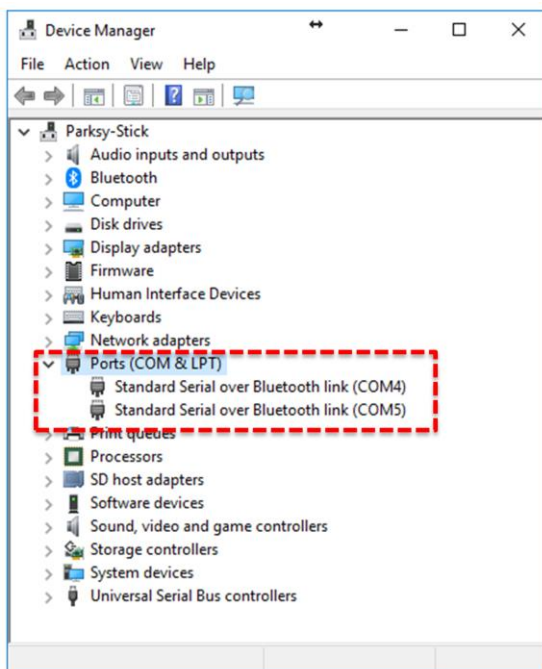 Device Manager
File Action View Help
Parksy-Stick
Audio inputs and outputs
Bluetooth
Computer
Disk drives
Display adapters
Firmware
Human Interface Devices
Keyboards
Network adapters
Ports (COM & LPT)
Standard Serial over Bluetooth link (COM4)
Standard Serial over Bluetooth link (COM5)
Print queues
Processors
SD host adapters
Software devices
Sound, video and game controllers
Storage controllers
System devices
Universal Serial Bus controllers